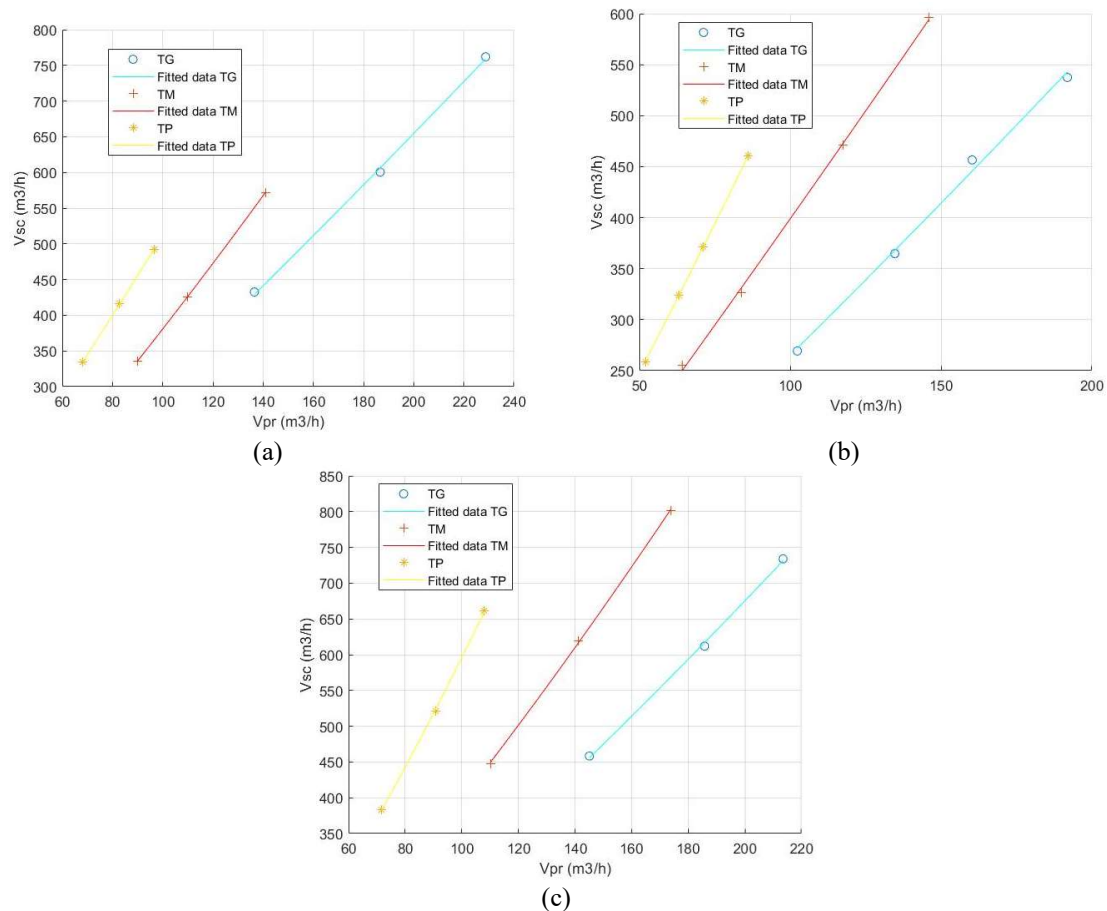 800
750
700
650
600
550
500
450
400
350
300
Vsc (m3/h)
TG
Fitted data TG
TM
Fitted data TM
TP
Fitted data TP
60 80 100 120 140 160 180 200 220 240
Vpr (m3/h)
(a)
600
550
500
450
400
350
300
250
Vsc (m3/h)
TG
Fitted data TG
TM
Fitted data TM
TP
Fitted data TP
50 100 150 200
Vpr (m3/h)
(b)
850
800
750
700
650
600
550
500
450
400
350
Vsc (m3/h)
TG
Fitted data TG
TM
Fitted data TM
TP
Fitted data TP
60 80 100 120 140 160 180 200 220
Vpr (m3/h)
(c)